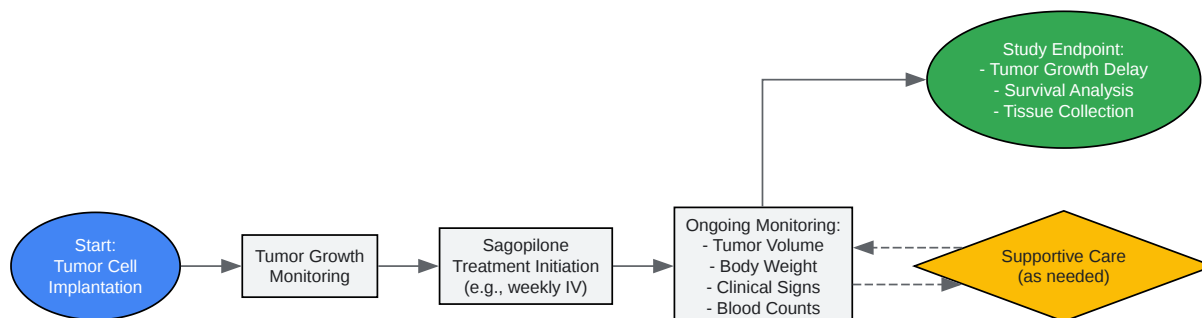 Start:
Tumor Cell
Implantation
Tumor Growth
Monitoring
Sagopilone
Treatment Initiation
(e.g., weekly IV)
Ongoing Monitoring:
- Tumor Volume
- Body Weight
- Clinical Signs
- Blood Counts
Study Endpoint:
- Tumor Growth Delay
- Survival Analysis
- Tissue Collection
Supportive Care
(as needed)